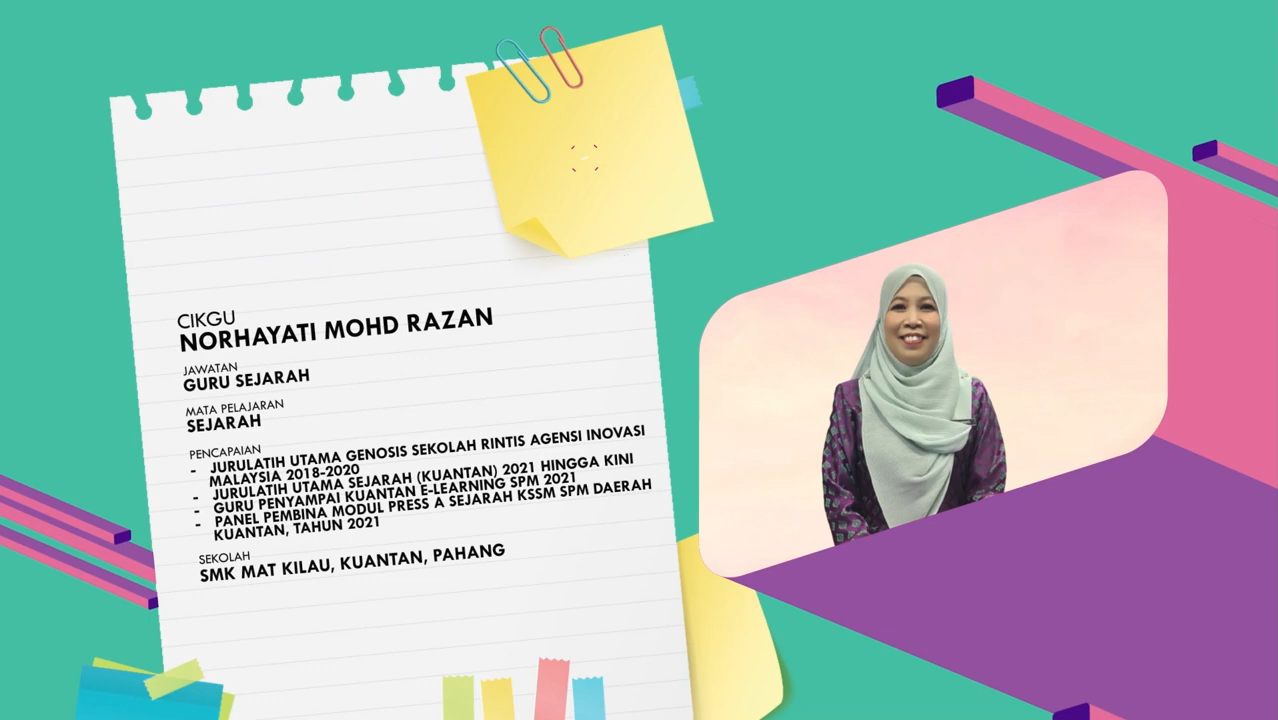 CIKGU
NORHAYATI MOHD RAZAN
JAWATAN
GURU SEJARAH
MATA PELAJARAN
SEJARAH
PENCAPAIAN
- JURULATIH UTAMA GENOSIS SEKOLAH RINTIS AGENSI INOVASI
MALAYSIA 2018-2020
- JURULATIH UTAMA SEJARAH (KUANTAN) 2021 HINGGA KINI
- GURU PENYAMPAI KUANTAN E-LEARNING SPM 2021
- PANEL PEMBINA MODUL PRESS A SEJARAH KSSM SPM DAERAH
KUANTAN, TAHUN 2021
SEKOLAH
SMK MAT KILAU, KUANTAN, PAHANG